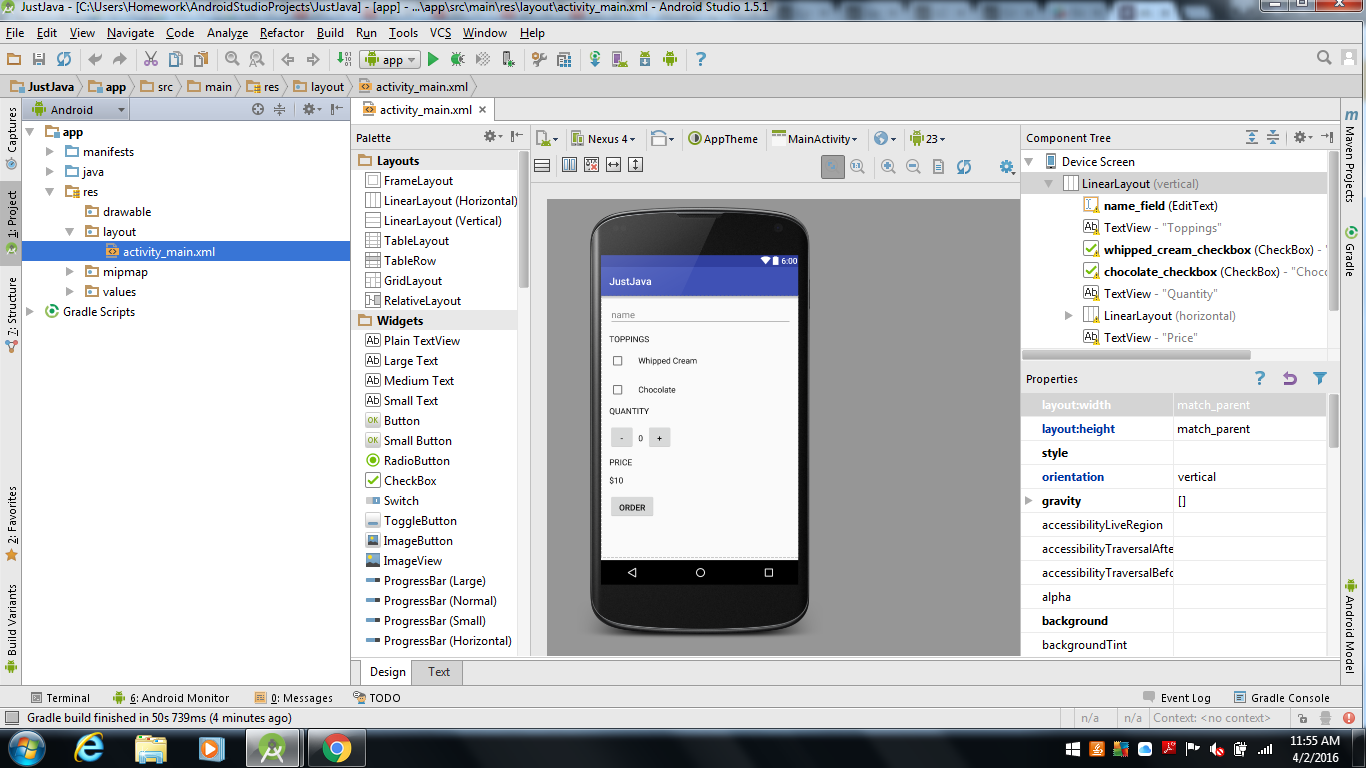 JustJava - [C:\Users\Homework\AndroidStudioProjects\JustJava] - [app] - ...\app\src\main\res\layout\activity_main.xml - Android Studio 1.5.1
File Edit View Navigate Code Analyze Refactor Build Run Tools VCS Window Help
app
JustJava app src main res layout activity_main.xml
Captures
1: Project
7: Structure
2: Favorites
Build Variants
Android
app
manifests
java
res
drawable
layout
activity_main.xml
mipmap
values
Gradle Scripts
activity_main.xml
Palette
Layouts
FrameLayout
LinearLayout (Horizontal)
LinearLayout (Vertical)
TableLayout
TableRow
GridLayout
RelativeLayout
Widgets
Plain TextView
Large Text
Medium Text
Small Text
Button
Small Button
RadioButton
CheckBox
Switch
ToggleButton
ImageButton
ImageView
ProgressBar (Large)
ProgressBar (Normal)
ProgressBar (Small)
ProgressBar (Horizontal)
Nexus 4 AppTheme MainActivity 23
6:00
JustJava
name
TOPPINGS
Whipped Cream
Chocolate
QUANTITY
- 0 +
PRICE
$10
ORDER
Design Text
Component Tree
Device Screen
LinearLayout (vertical)
name_field (EditText)
TextView - "Toppings"
whipped_cream_checkbox (CheckBox) - "
chocolate_checkbox (CheckBox) - "Choc
TextView - "Quantity"
LinearLayout (horizontal)
TextView - "Price"
Properties
layout:width match_parent
layout:height match_parent
style
orientation vertical
gravity []
accessibilityLiveRegion
accessibilityTraversalAfte
accessibilityTraversalBefo
alpha
background
backgroundTint
Maven Projects
Gradle
Android Model
Terminal 6: Android Monitor 0: Messages TODO Event Log Gradle Console
Gradle build finished in 50s 739ms (4 minutes ago) n/a n/a Context: <no context>
11:55 AM
4/2/2016